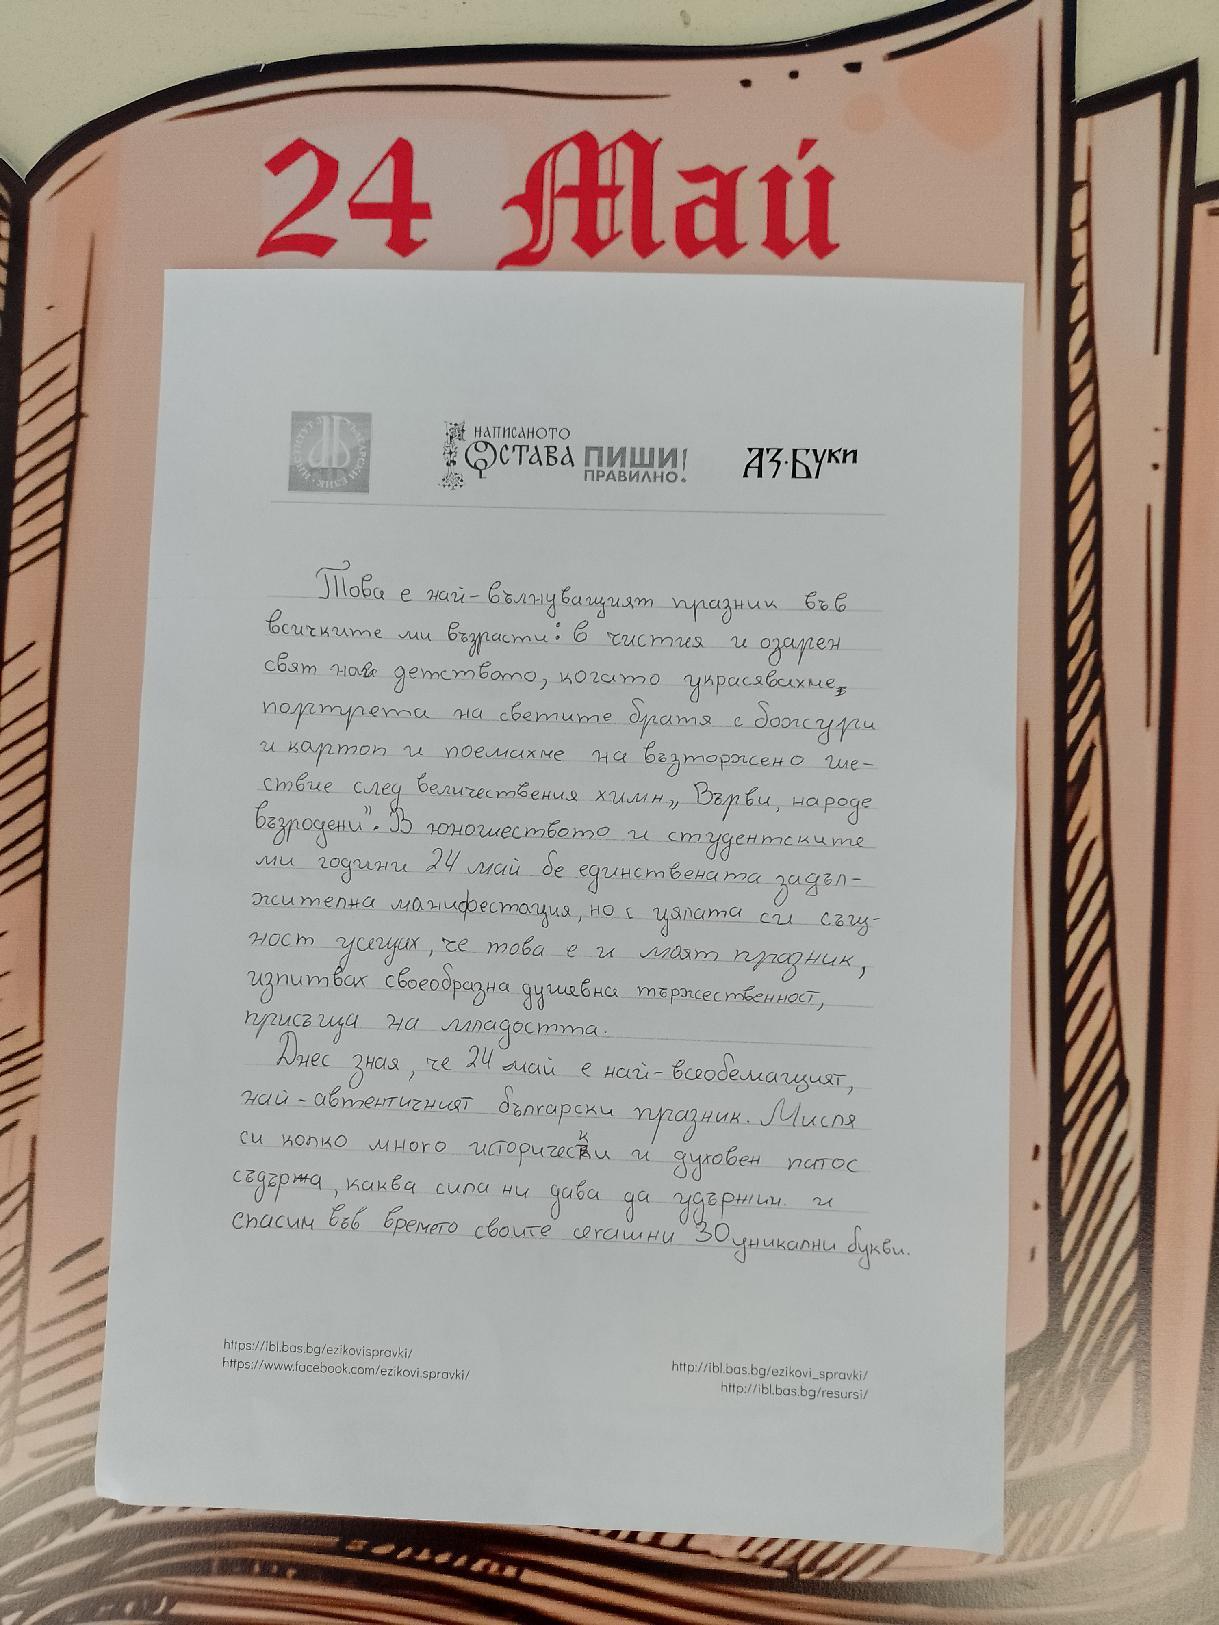 24 Май
ИНСТИТУТ ЗА БЪЛГАРСКИ ЕЗИК
НАПИСАНОТО
ОСТАВА
ПИШИ
ПРАВИЛНО!
АЗ·БУКИ
Това е най-вълнуващият празник във
всичките ми възрасти: в чистия и озарен
свят на детството, когато украсявахме
портрета на светите братя с божури
и картоп и поемахме на възторжено ше-
ствие след величествения химн „Върви, народе
възродени". В юношеството и студентските
ми години 24 май бе единствената задъл-
жителна манифестация, но с цялата си същ-
ност усещах, че това е и моят празник,
изпитвах своеобразна душевна тържественност,
присъща на младостта.
Днес зная, че 24 май е най-всеобемащият,
най-автентичният български празник. Мисля
си колко много исторически и духовен патос
съдържа, каква сила ни дава да удържим и
спасим във времето своите сегашни 30 уникални букви.
https://ibl.bas.bg/ezikovispravki/
https://www.facebook.com/ezikovi.spravki/
http://ibl.bas.bg/ezikovi_spravki/
http://ibl.bas.bg/resursi/